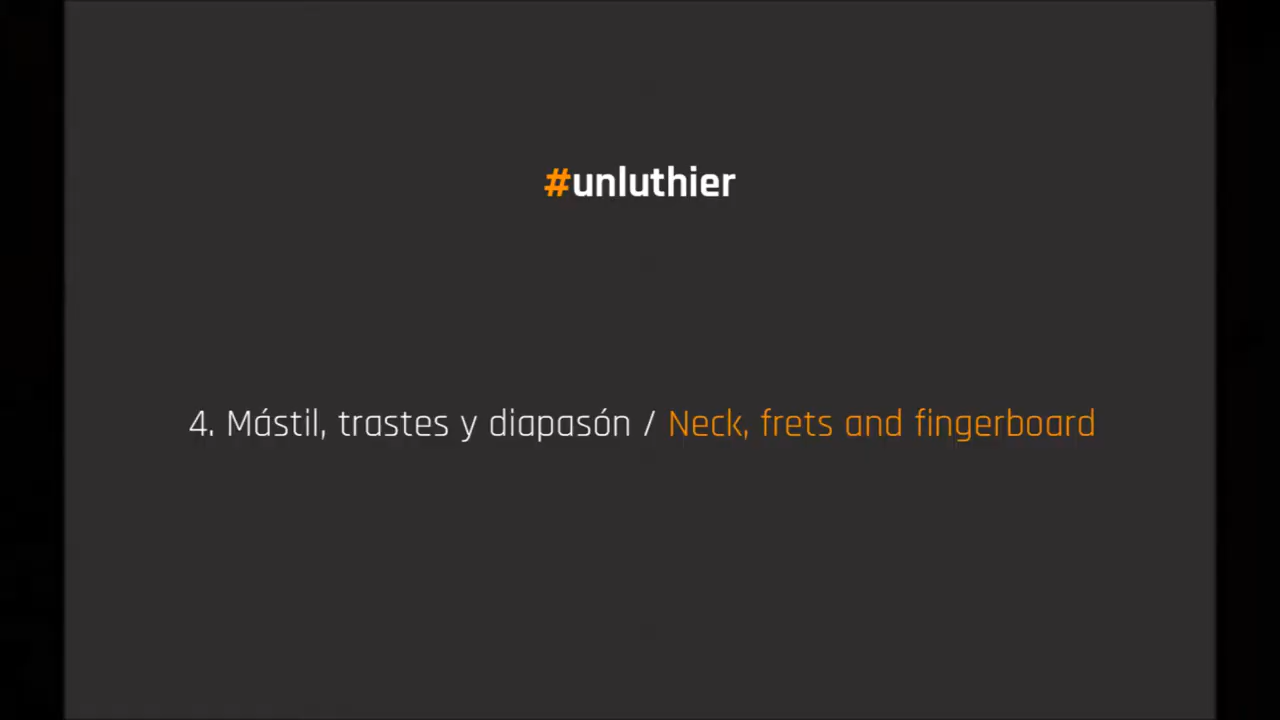 #unluthier
4. Mástil, trastes y diapasón / Neck, frets and fingerboard